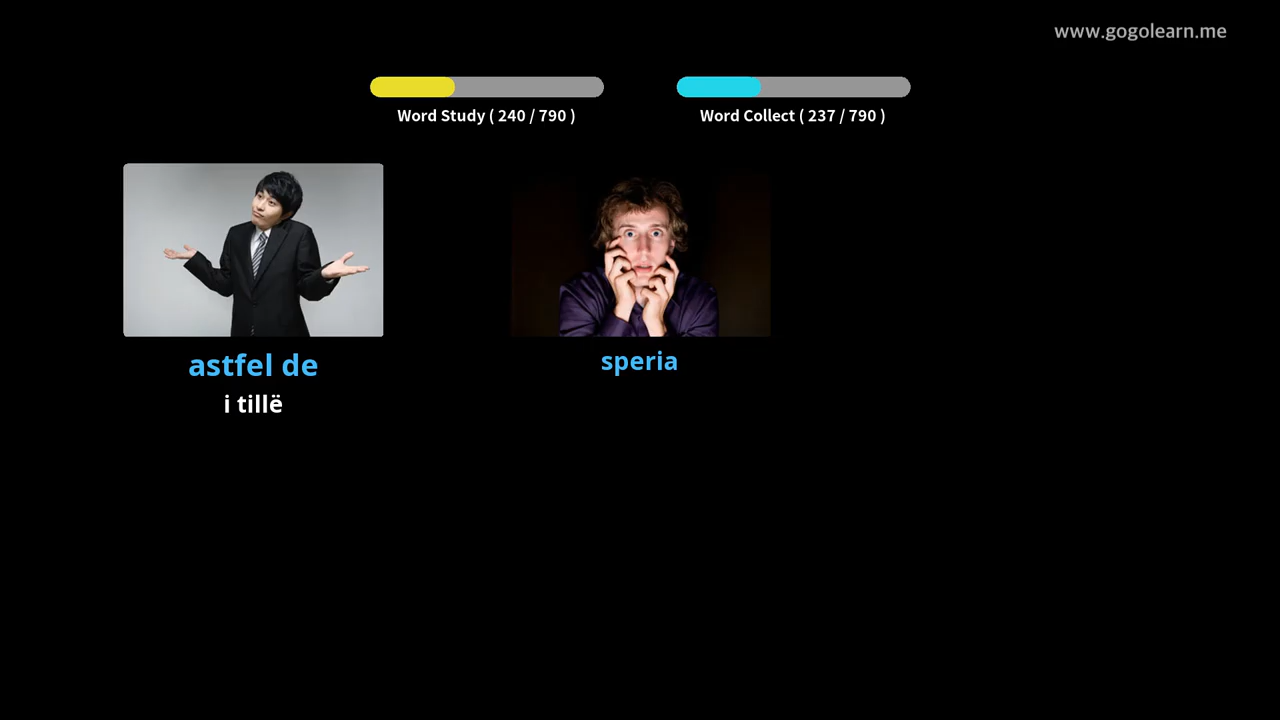 www.gogolearn.me
Word Study ( 240 / 790 )
Word Collect ( 237 / 790 )
astfel de
i tillë
speria